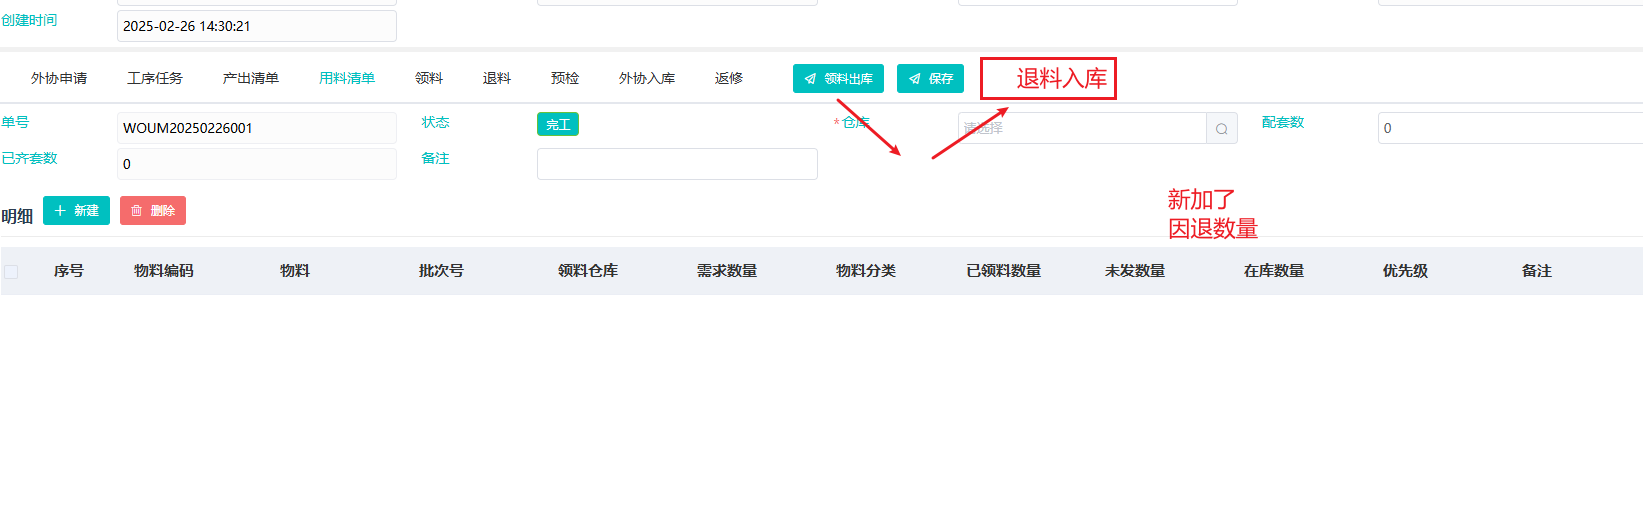 创建时间 2025-02-26 14:30:21
外协申请 工序任务 产出清单 用料清单 领料 退料 预检 外协入库 返修 领料出库 保存 退料入库
单号 WOUM20250226001 状态 完工 *仓库 请选择 配套数 0
已齐套数 0 备注
明细 + 新建 删除
新加了
因退数量
序号 物料编码 物料 批次号 领料仓库 需求数量 物料分类 已领料数量 未发数量 在库数量 优先级 备注